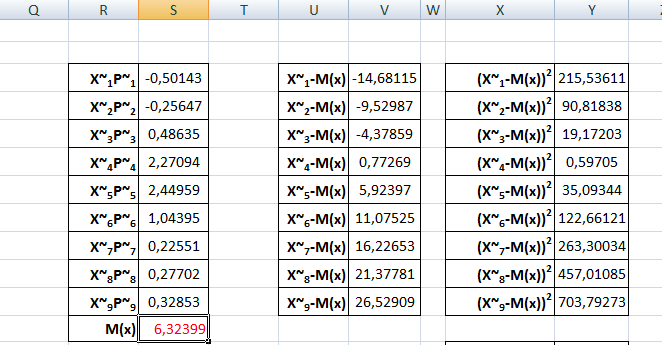 Q R S T U V W X Y
X~₁P~₁ -0,50143 X~₁-M(x) -14,68115 (X~₁-M(x))² 215,53611
X~₂P~₂ -0,25647 X~₂-M(x) -9,52987 (X~₂-M(x))² 90,81838
X~₃P~₃ 0,48635 X~₃-M(x) -4,37859 (X~₃-M(x))² 19,17203
X~₄P~₄ 2,27094 X~₄-M(x) 0,77269 (X~₄-M(x))² 0,59705
X~₅P~₅ 2,44959 X~₅-M(x) 5,92397 (X~₅-M(x))² 35,09344
X~₆P~₆ 1,04395 X~₆-M(x) 11,07525 (X~₆-M(x))² 122,66121
X~₇P~₇ 0,22551 X~₇-M(x) 16,22653 (X~₇-M(x))² 263,30034
X~₈P~₈ 0,27702 X~₈-M(x) 21,37781 (X~₈-M(x))² 457,01085
X~₉P~₉ 0,32853 X~₉-M(x) 26,52909 (X~₉-M(x))² 703,79273
M(x) 6,32399